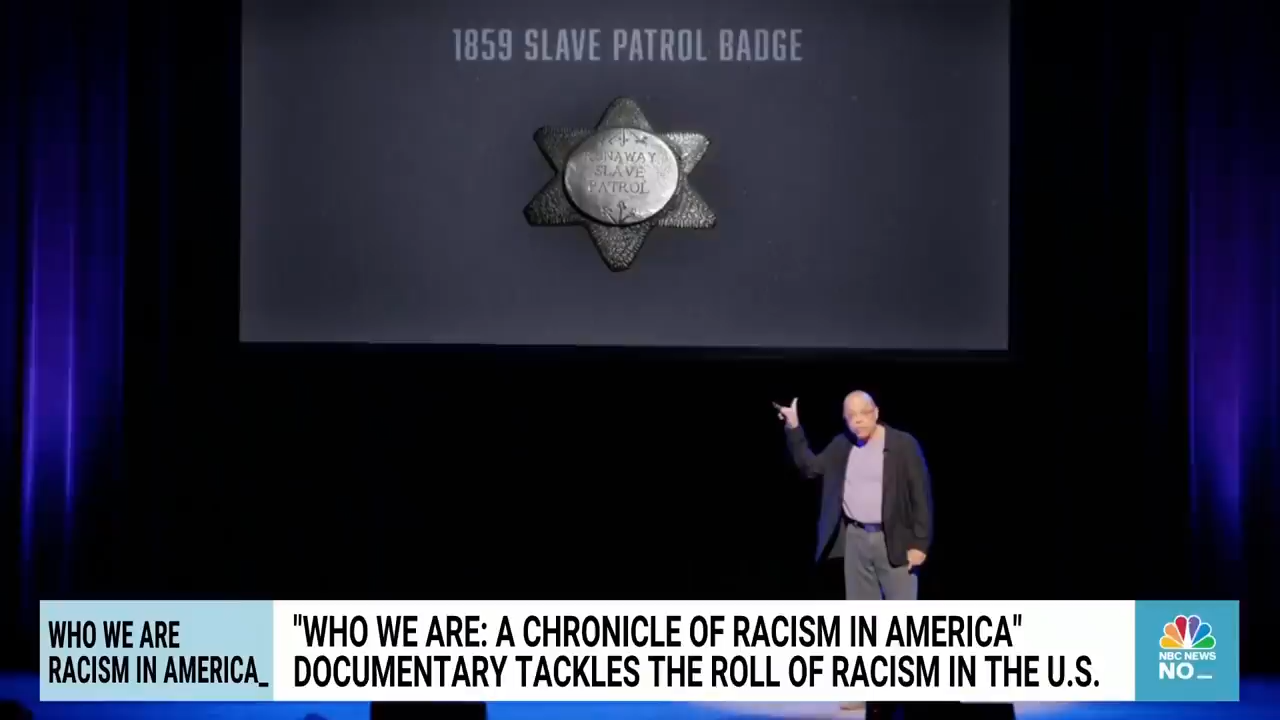 1859 SLAVE PATROL BADGE
RUNAWAY
SLAVE
PATROL
WHO WE ARE
RACISM IN AMERICA_
"WHO WE ARE: A CHRONICLE OF RACISM IN AMERICA"
DOCUMENTARY TACKLES THE ROLL OF RACISM IN THE U.S.
NBC NEWS
NO_